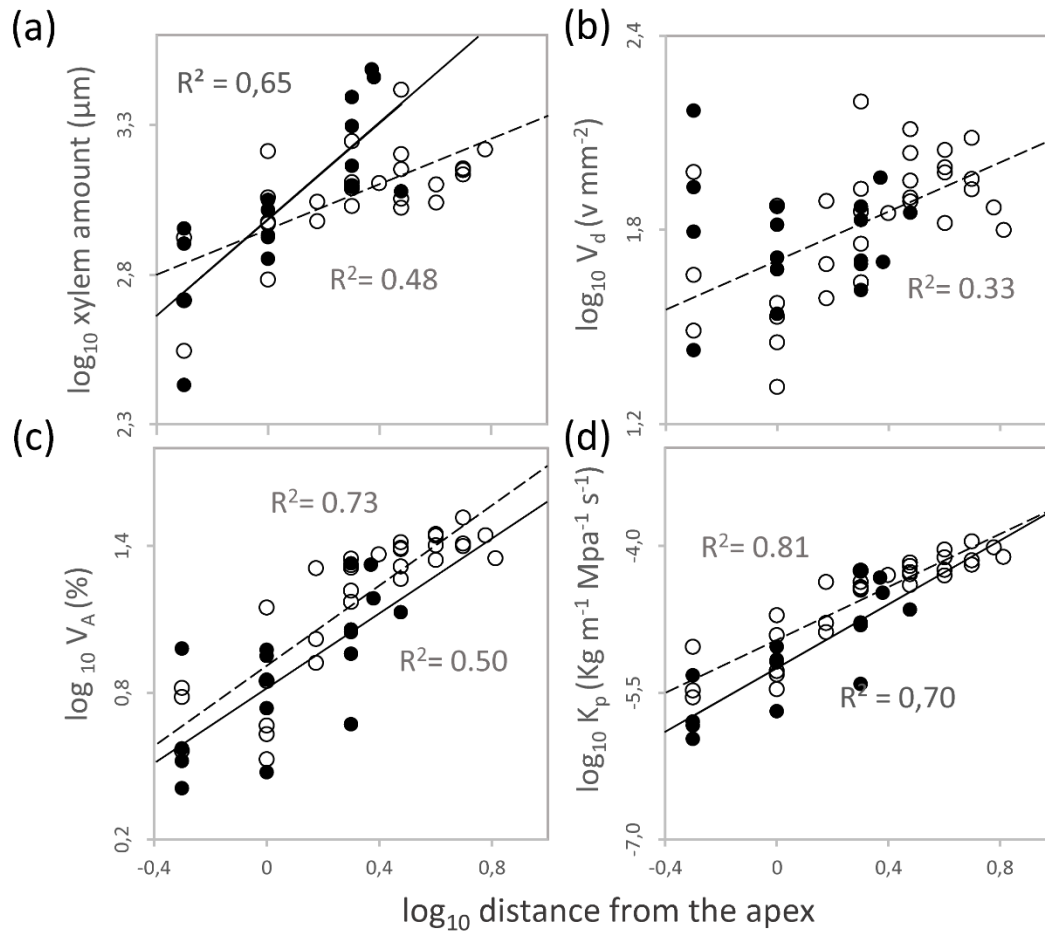 (a)
log₁₀ xylem amount (µm)
3,3
2,8
2,3
R² = 0,65
R²= 0.48
(b)
log₁₀ V_d (v mm⁻²)
2,4
1,8
1,2
R²= 0.33
(c)
log ₁₀ V_A (%)
1,4
0,8
0,2
R²= 0.73
R²= 0.50
-0,4
0
0,4
0,8
(d)
log₁₀ K_p (Kg m⁻¹ Mpa⁻¹ s⁻¹)
-4,0
-5,5
-7,0
R²= 0.81
R² = 0,70
-0,4
0
0,4
0,8
log₁₀ distance from the apex